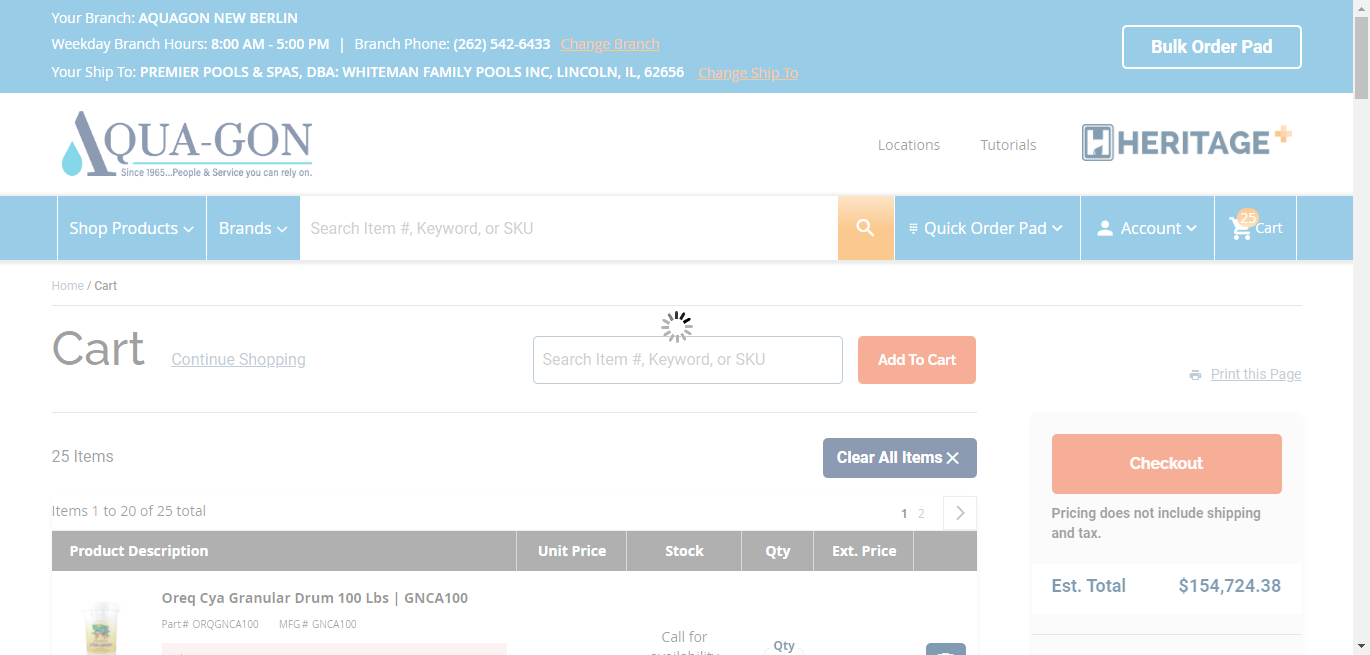 Your Branch: AQUAGON NEW BERLIN
Weekday Branch Hours: 8:00 AM - 5:00 PM | Branch Phone: (262) 542-6433 Change Branch
Your Ship To: PREMIER POOLS & SPAS, DBA: WHITEMAN FAMILY POOLS INC, LINCOLN, IL, 62656 Change Ship To
Bulk Order Pad
AQUA-GON
Since 1965...People & Service you can rely on.
Locations
Tutorials
HERITAGE+
Shop Products
Brands
Search Item #, Keyword, or SKU
Quick Order Pad
Account
25
Cart
Home / Cart
Cart
Continue Shopping
Search Item #, Keyword, or SKU
Add To Cart
Print this Page
25 Items
Clear All Items
Checkout
Items 1 to 20 of 25 total
1 2
Pricing does not include shipping
and tax.
Product Description Unit Price Stock Qty Ext. Price
Est. Total $154,724.38
Oreq Cya Granular Drum 100 Lbs | GNCA100
Part# ORQGNCA100 MFG# GNCA100
Call for
availability
Qty